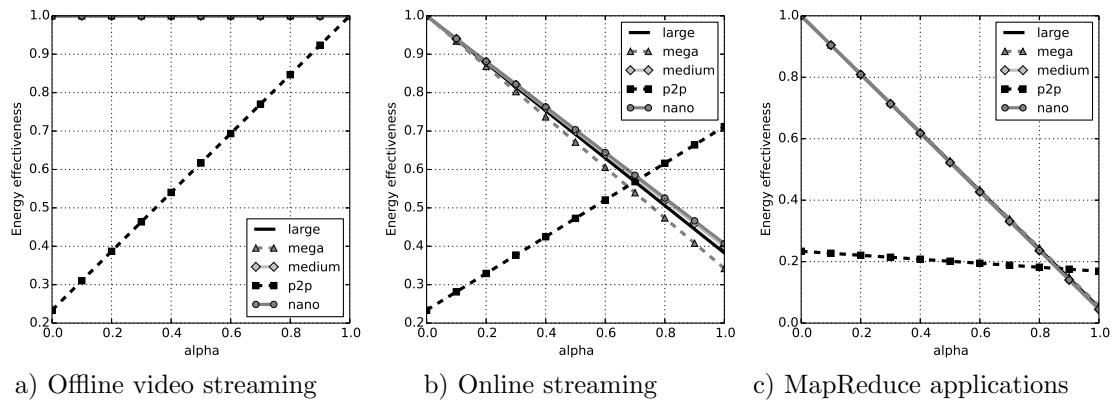 1.0
0.9
0.8
0.7
0.6
0.5
0.4
0.3
0.2
Energy effectiveness
0.0 0.2 0.4 0.6 0.8 1.0
alpha
large
mega
medium
p2p
nano
a) Offline video streaming
1.0
0.9
0.8
0.7
0.6
0.5
0.4
0.3
0.2
Energy effectiveness
0.0 0.2 0.4 0.6 0.8 1.0
alpha
large
mega
medium
p2p
nano
b) Online streaming
1.0
0.8
0.6
0.4
0.2
0.0
Energy effectiveness
0.0 0.2 0.4 0.6 0.8 1.0
alpha
large
mega
medium
p2p
nano
c) MapReduce applications